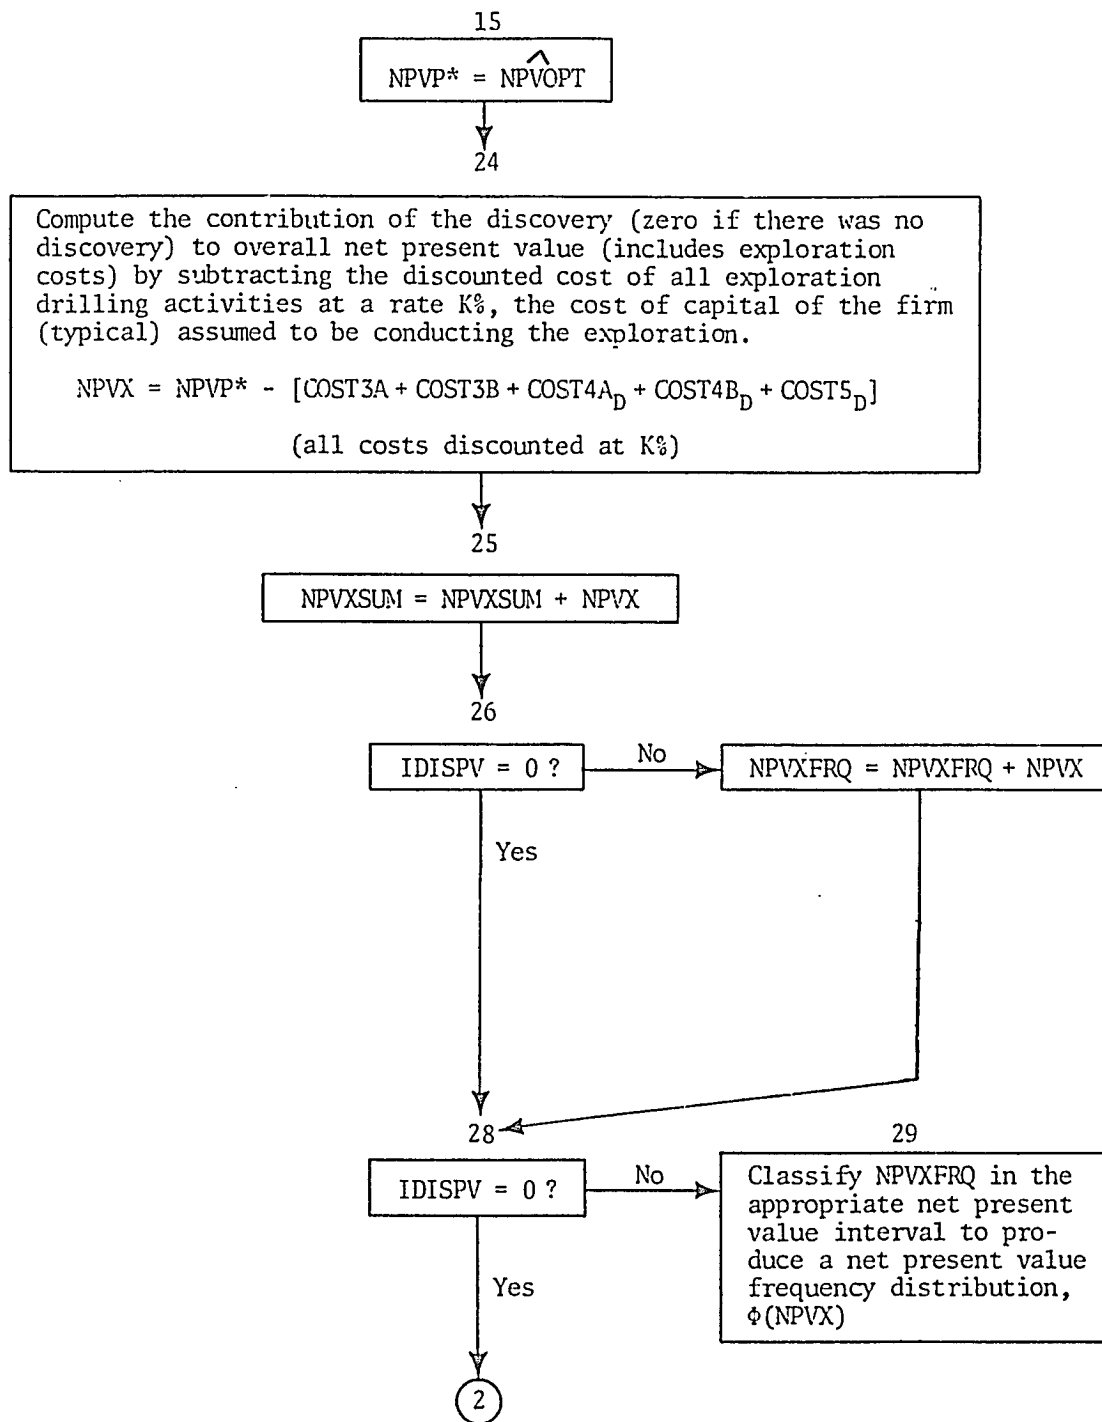 15
NPVP* = NPV̂OPT
24
Compute the contribution of the discovery (zero if there was no
discovery) to overall net present value (includes exploration
costs) by subtracting the discounted cost of all exploration
drilling activities at a rate K%, the cost of capital of the firm
(typical) assumed to be conducting the exploration.
NPVX = NPVP* - [COST3A + COST3B + COST4A_D + COST4B_D + COST5_D]
(all costs discounted at K%)
25
NPVXSUM = NPVXSUM + NPVX
26
IDISPV = 0 ?
No
NPVXFRQ = NPVXFRQ + NPVX
Yes
28
IDISPV = 0 ?
No
29
Classify NPVXFRQ in the
appropriate net present
value interval to pro-
duce a net present value
frequency distribution,
Φ(NPVX)
Yes
2